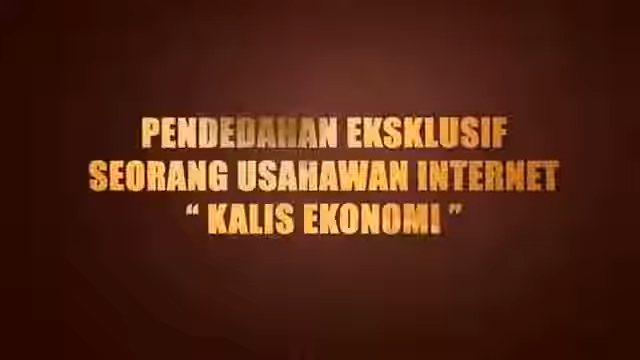 PENDEDAHAN EKSKLUSIF
SEORANG USAHAWAN INTERNET
“ KALIS EKONOMI ”